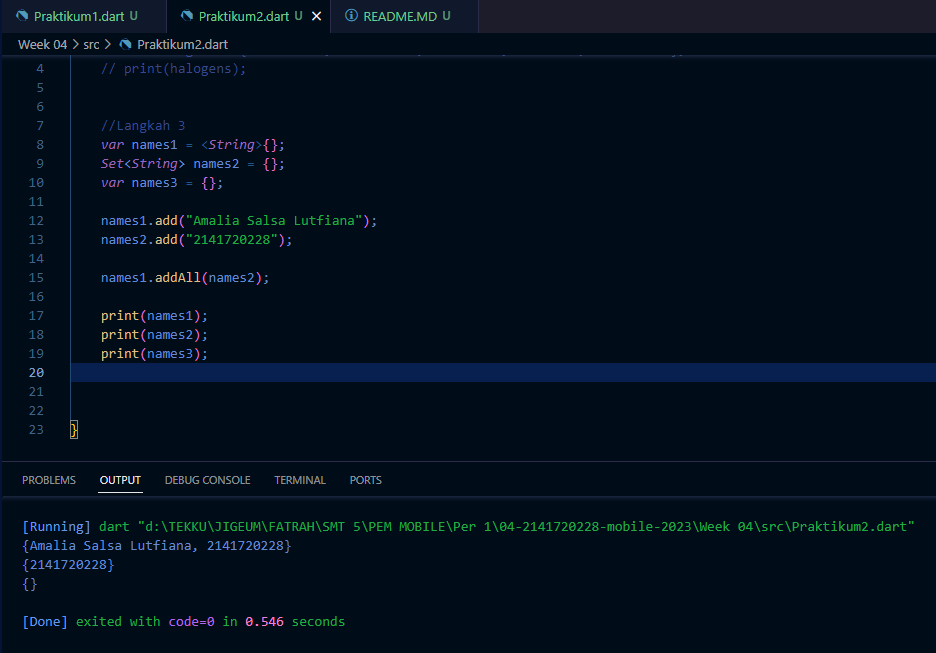 Praktikum1.dart U
Praktikum2.dart U
README.MD U
Week 04 > src > Praktikum2.dart
4 // print(halogens);
5
6
7 //Langkah 3
8 var names1 = <String>{};
9 Set<String> names2 = {};
10 var names3 = {};
11
12 names1.add("Amalia Salsa Lutfiana");
13 names2.add("2141720228");
14
15 names1.addAll(names2);
16
17 print(names1);
18 print(names2);
19 print(names3);
20
21
22
23 }
PROBLEMS OUTPUT DEBUG CONSOLE TERMINAL PORTS
[Running] dart "d:\TEKKU\JIGEUM\FATRAH\SMT 5\PEM MOBILE\Per 1\04-2141720228-mobile-2023\Week 04\src\Praktikum2.dart"
{Amalia Salsa Lutfiana, 2141720228}
{2141720228}
{}
[Done] exited with code=0 in 0.546 seconds